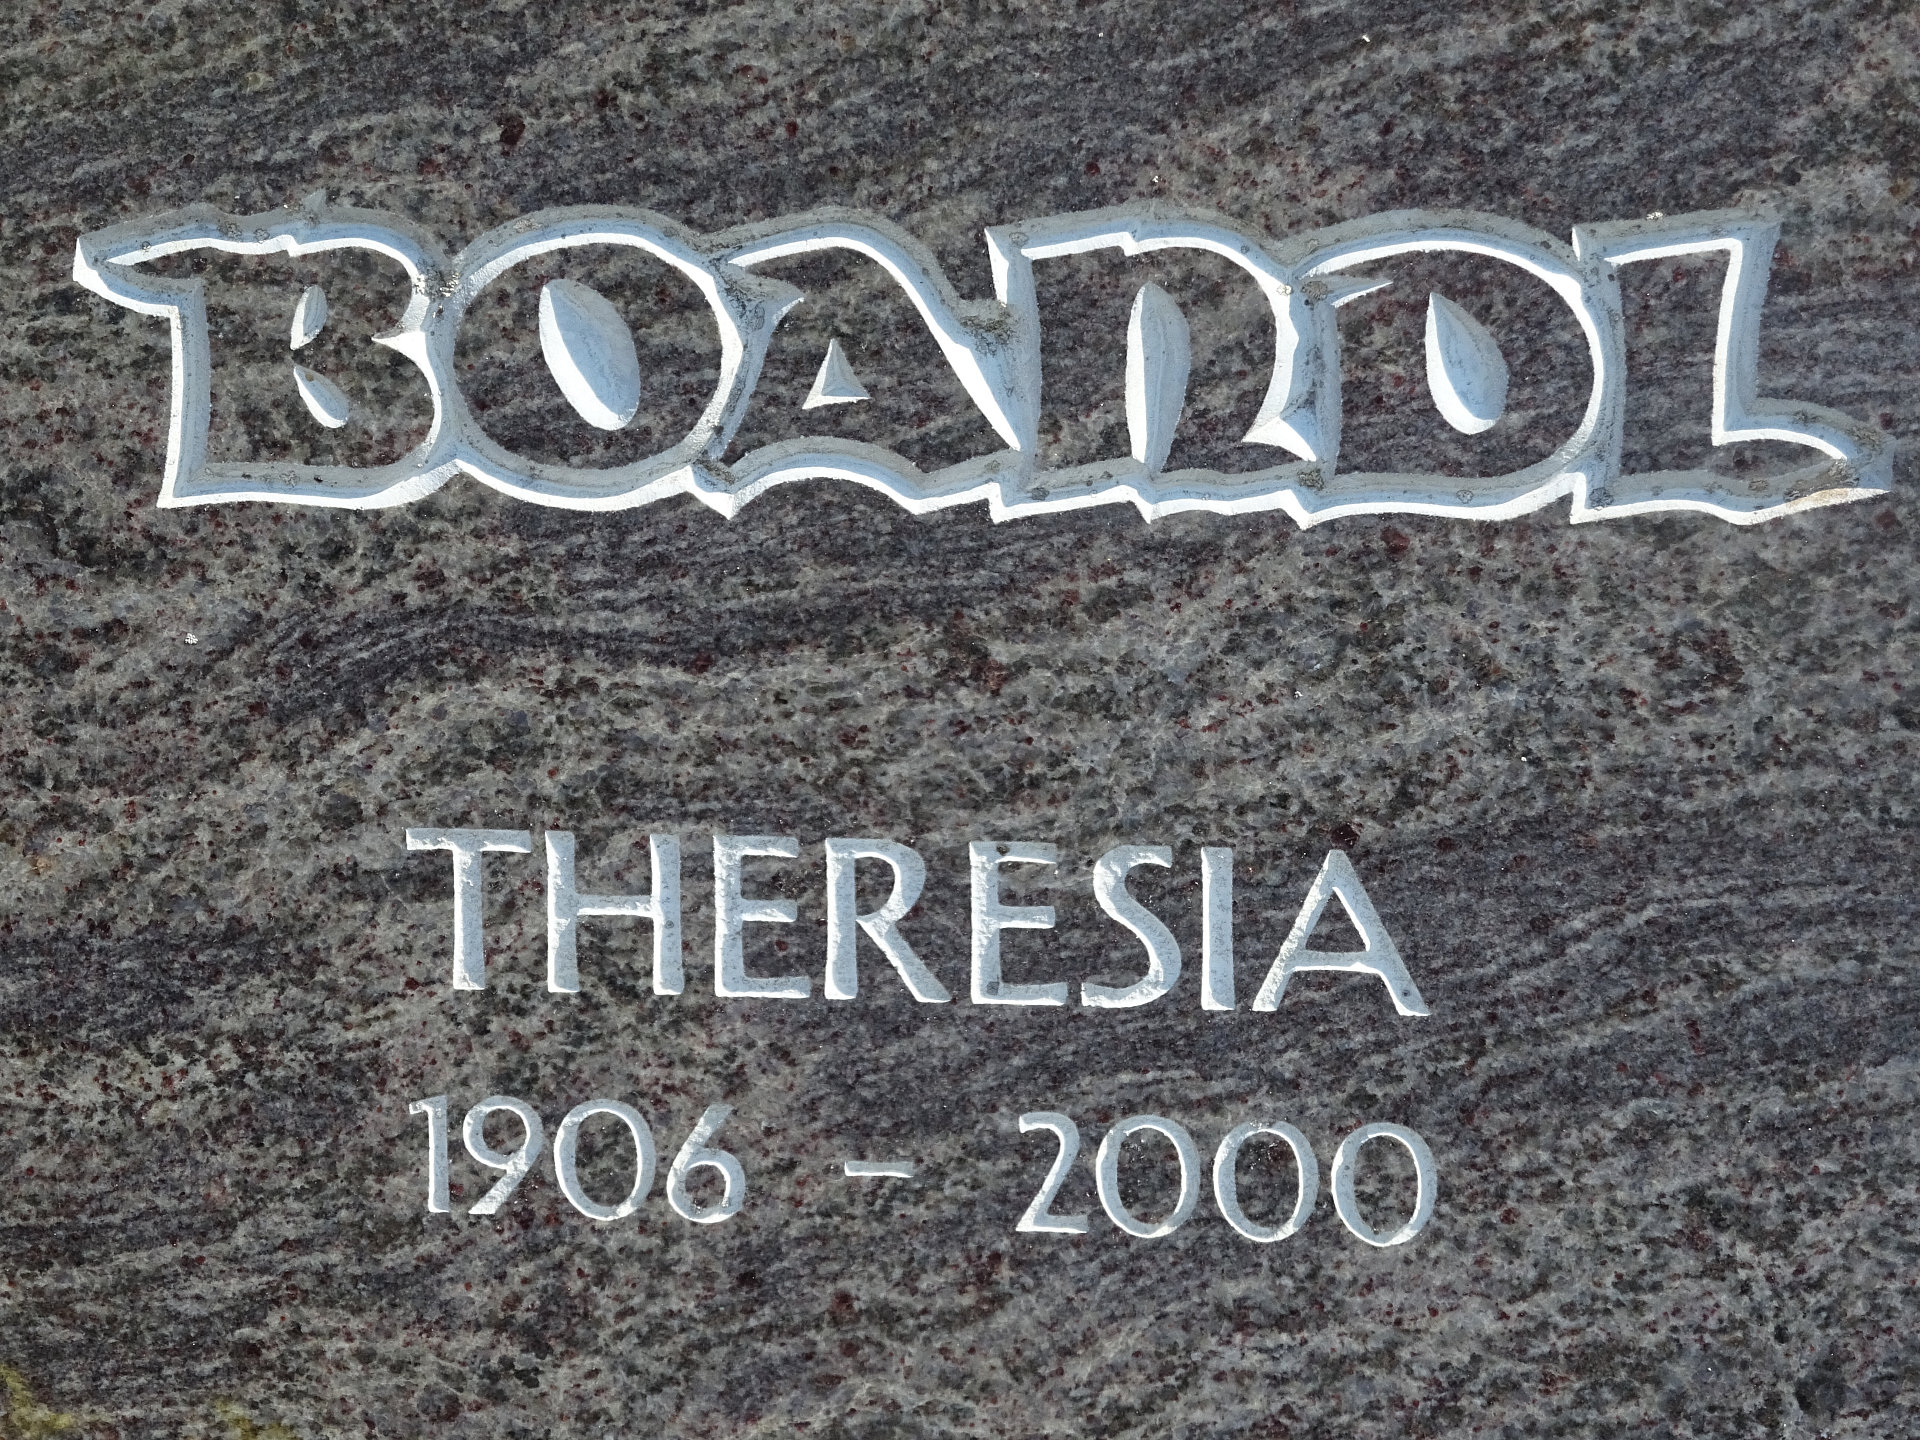 BOANDL
THERESIA
1906 - 2000